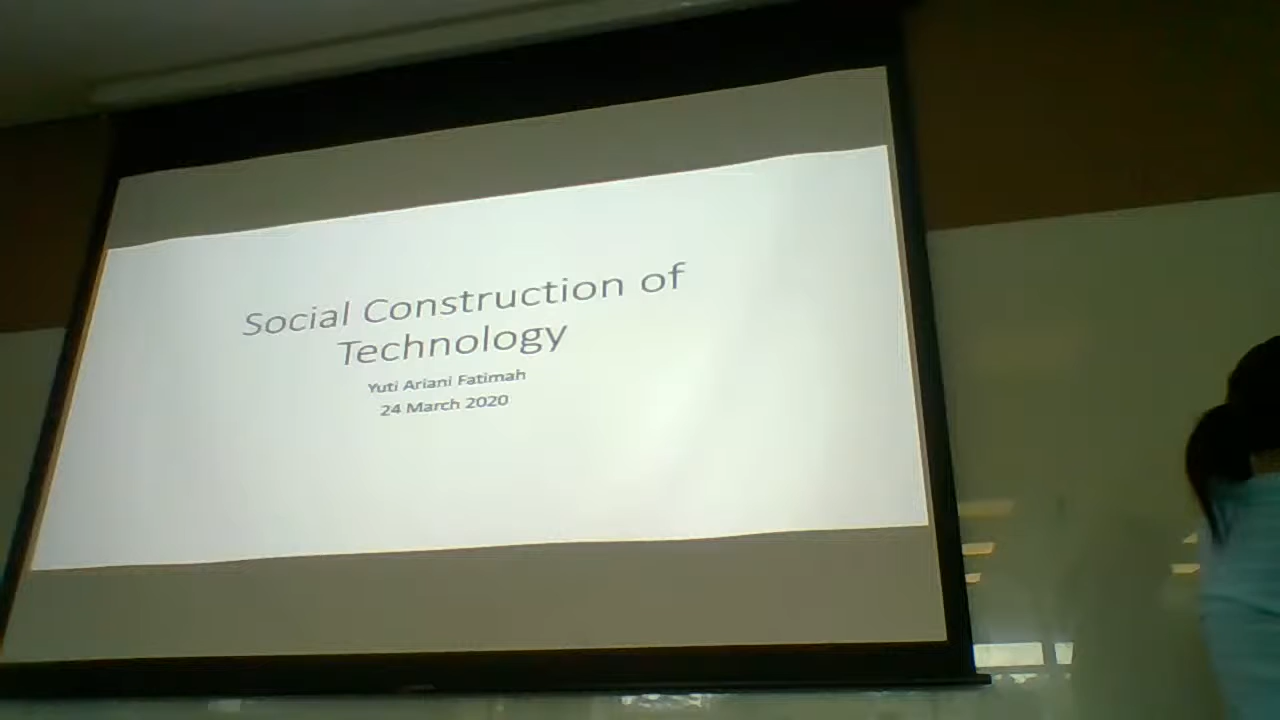 Social Construction of
Technology
Yuti Ariani Fatimah
24 March 2020